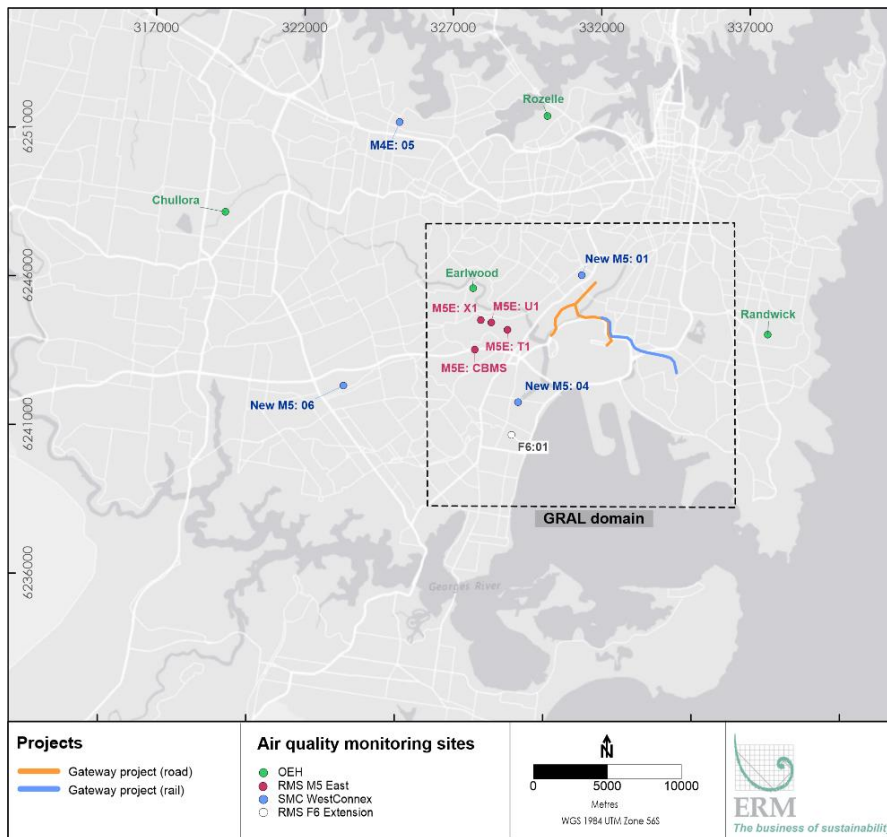 317000
322000
327000
332000
337000
6251000
6246000
6241000
6236000
Rozelle
M4E: 05
Chullora
New M5: 01
Earlwood
M5E: X1
M5E: U1
M5E: T1
M5E: CBMS
Randwick
New M5: 06
New M5: 04
F6:01
GRAL domain
Georges River
Projects
Gateway project (road)
Gateway project (rail)
Air quality monitoring sites
OEH
RMS M5 East
SMC WestConnex
RMS F6 Extension
N
0 5000 10000
Metres
WGS 1984 UTM Zone 56S
ERM
The business of sustainability